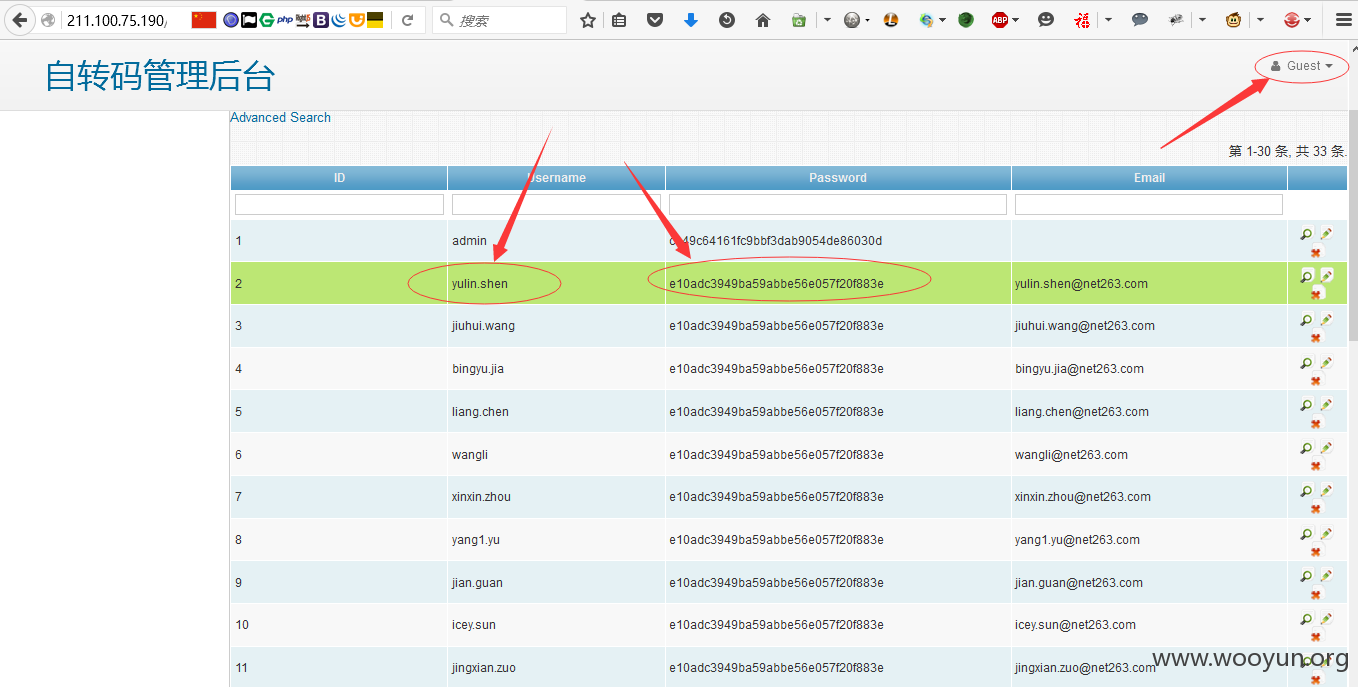 211.100.75.190/
php
B
搜索
ABP
福
自转码管理后台
Guest
Advanced Search
第 1-30 条, 共 33 条.
ID Username Password Email
1 admin
2 yulin.shen e10adc3949ba59abbe56e057f20f883e yulin.shen@net263.com
3 jiuhui.wang e10adc3949ba59abbe56e057f20f883e jiuhui.wang@net263.com
4 bingyu.jia e10adc3949ba59abbe56e057f20f883e bingyu.jia@net263.com
5 liang.chen e10adc3949ba59abbe56e057f20f883e liang.chen@net263.com
6 wangli e10adc3949ba59abbe56e057f20f883e wangli@net263.com
7 xinxin.zhou e10adc3949ba59abbe56e057f20f883e xinxin.zhou@net263.com
8 yang1.yu e10adc3949ba59abbe56e057f20f883e yang1.yu@net263.com
9 jian.guan e10adc3949ba59abbe56e057f20f883e jian.guan@net263.com
10 icey.sun e10adc3949ba59abbe56e057f20f883e icey.sun@net263.com
11 jingxian.zuo e10adc3949ba59abbe56e057f20f883e jingxian.zuo@net263.com
www.wooyun.org